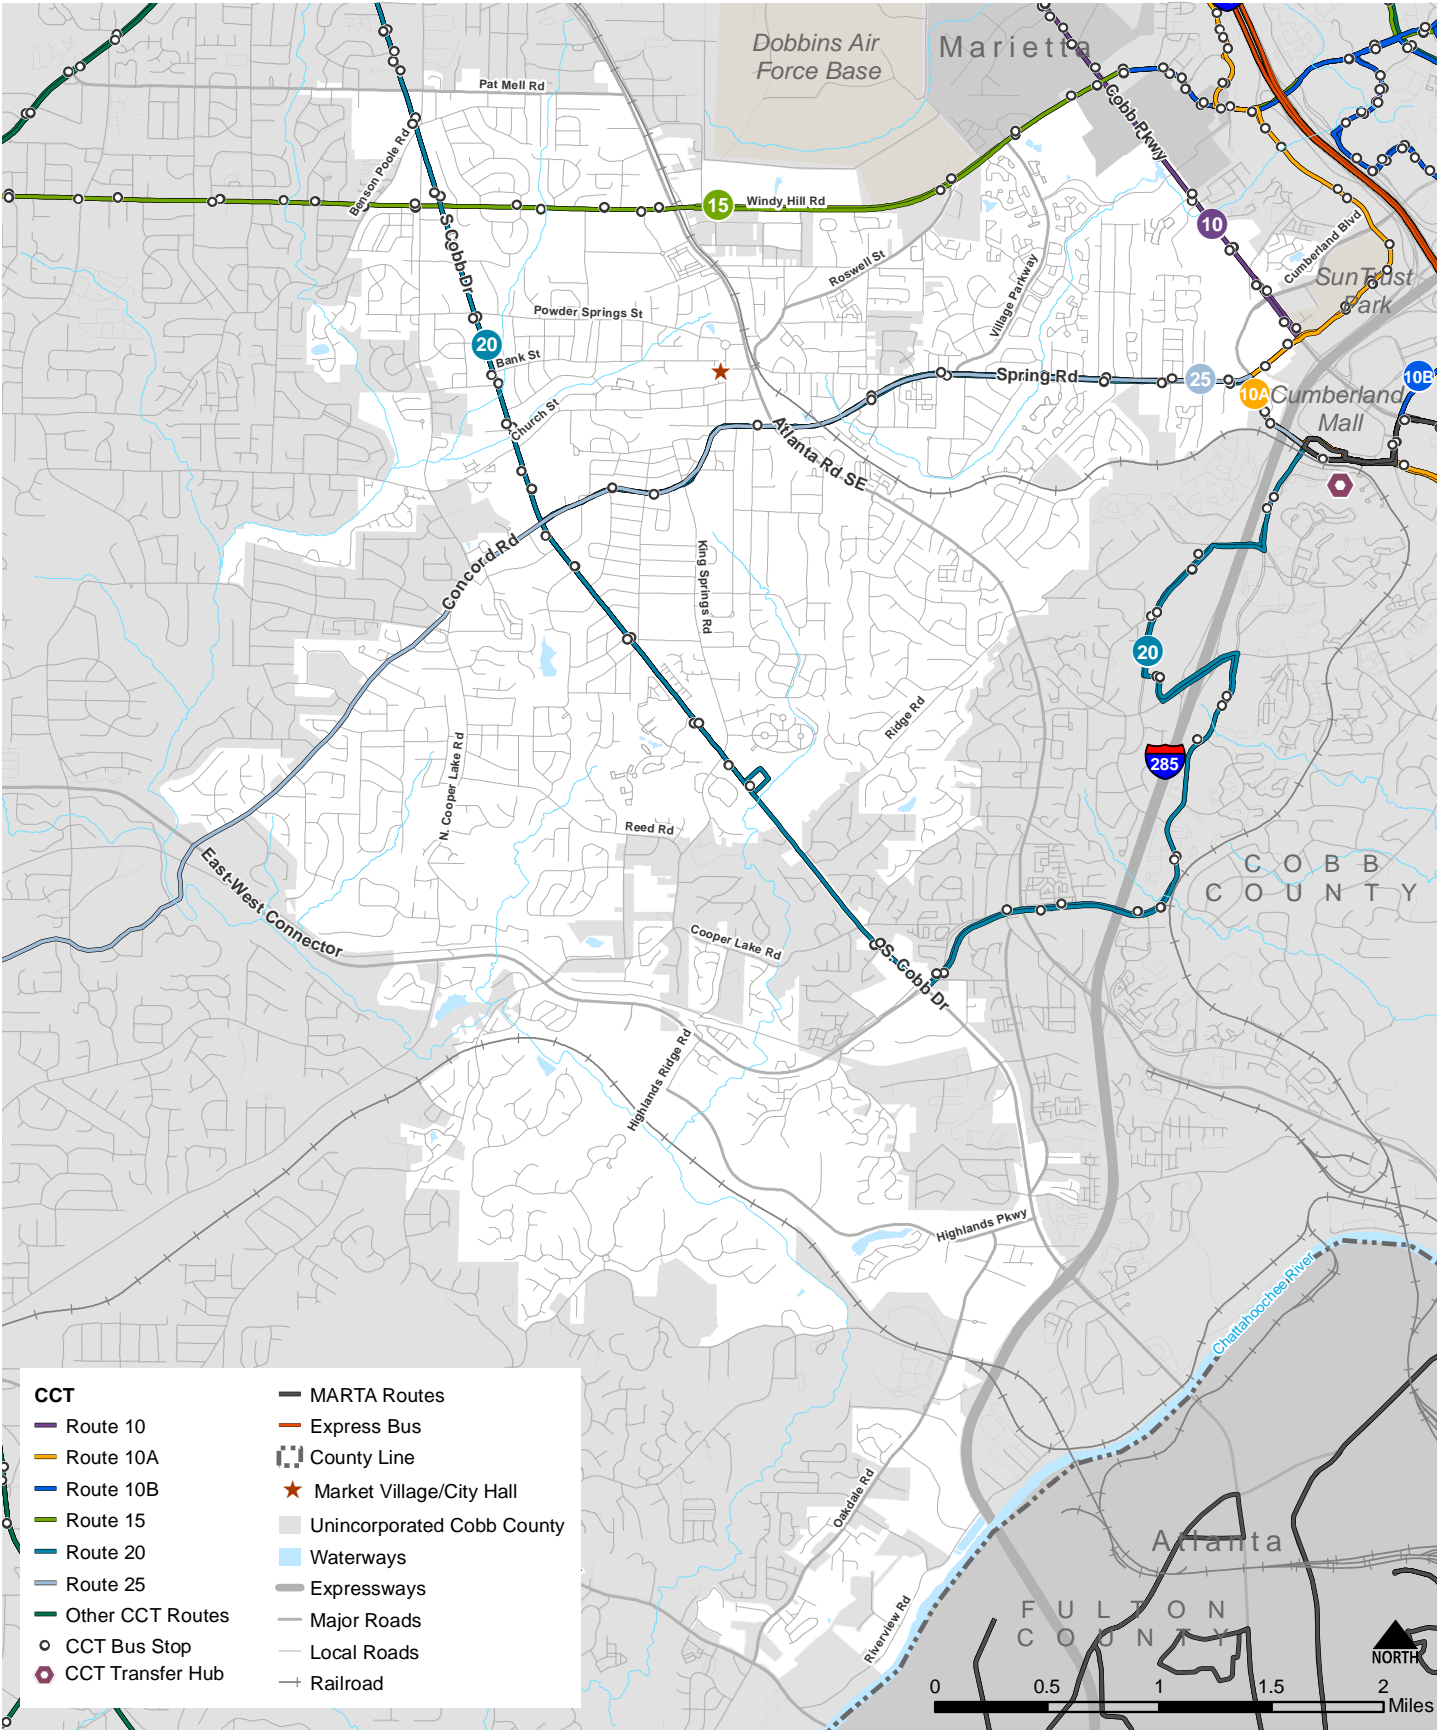 Dobbins Air
Force Base
Marietta
Pat Mell Rd
Cobb Pkwy
Benson Poole Rd
15
Windy Hill Rd
10
S Cobb Dr
Cumberland Blvd
Roswell St
SunTrust
Park
Village Parkway
Powder Springs St
20
Bank St
Spring Rd
25
10A
10B
Cumberland
Mall
Church St
Atlanta Rd SE
Concord Rd
King Springs Rd
20
Ridge Rd
285
N. Cooper Lake Rd
Reed Rd
East-West Connector
COBB
COUNTY
Cooper Lake Rd
S. Cobb Dr
Highlands Ridge Rd
Highlands Pkwy
Chattahoochee River
Oakdale Rd
Riverview Rd
Atlanta
FULTON
COUNTY
NORTH
0 0.5 1 1.5 2
Miles
CCT
Route 10
Route 10A
Route 10B
Route 15
Route 20
Route 25
Other CCT Routes
CCT Bus Stop
CCT Transfer Hub
MARTA Routes
Express Bus
County Line
Market Village/City Hall
Unincorporated Cobb County
Waterways
Expressways
Major Roads
Local Roads
Railroad